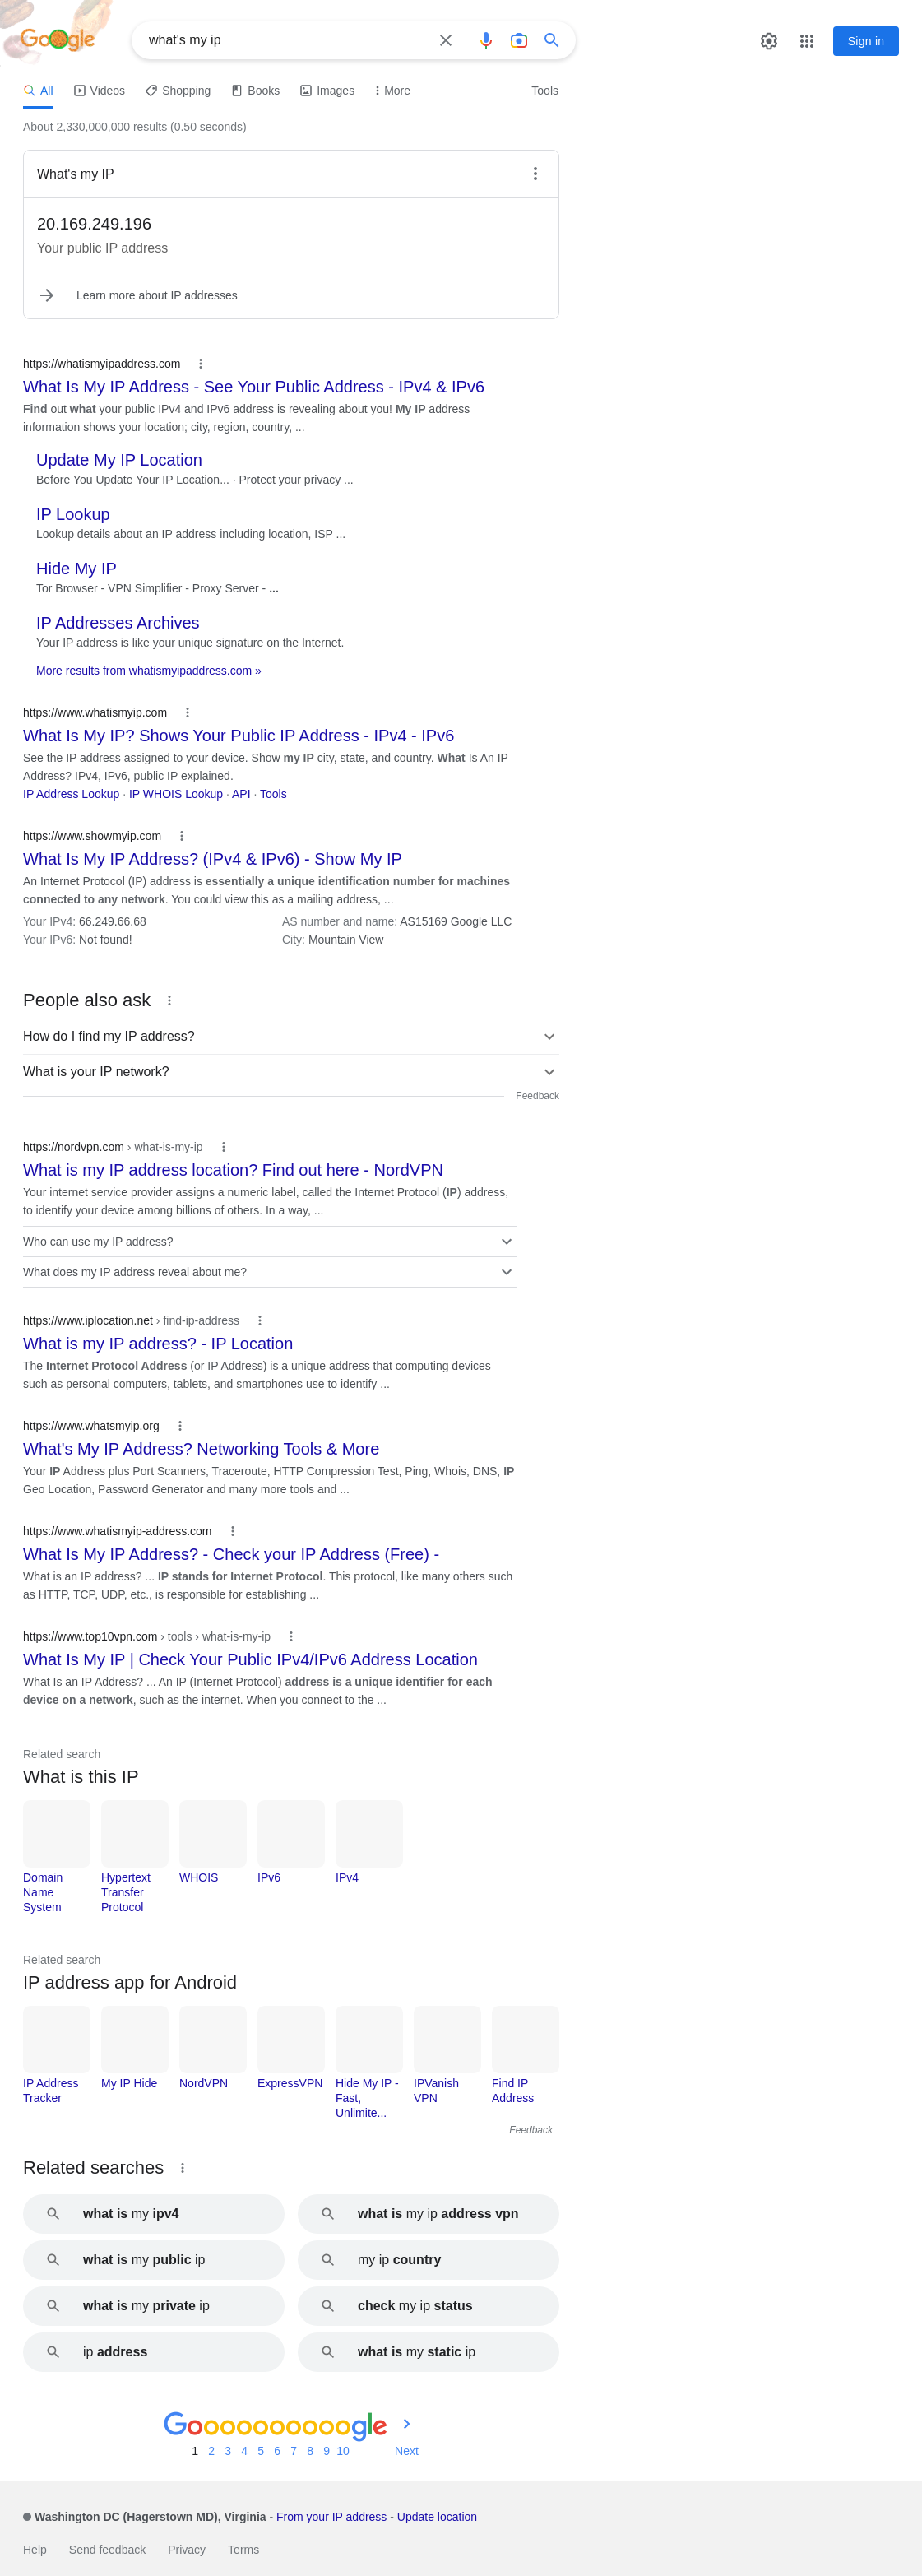 Google
what's my ip
Sign in
All
Videos
Shopping
Books
Images
More
Tools
About 2,330,000,000 results (0.50 seconds)
What's my IP
20.169.249.196
Your public IP address
Learn more about IP addresses
https://whatismyipaddress.com
What Is My IP Address - See Your Public Address - IPv4 & IPv6
Find out what your public IPv4 and IPv6 address is revealing about you! My IP address
information shows your location; city, region, country, ...
Update My IP Location
Before You Update Your IP Location... · Protect your privacy ...
IP Lookup
Lookup details about an IP address including location, ISP ...
Hide My IP
Tor Browser - VPN Simplifier - Proxy Server - ...
IP Addresses Archives
Your IP address is like your unique signature on the Internet.
More results from whatismyipaddress.com »
https://www.whatismyip.com
What Is My IP? Shows Your Public IP Address - IPv4 - IPv6
See the IP address assigned to your device. Show my IP city, state, and country. What Is An IP
Address? IPv4, IPv6, public IP explained.
IP Address Lookup · IP WHOIS Lookup · API · Tools
https://www.showmyip.com
What Is My IP Address? (IPv4 & IPv6) - Show My IP
An Internet Protocol (IP) address is essentially a unique identification number for machines
connected to any network. You could view this as a mailing address, ...
Your IPv4: 66.249.66.68
AS number and name: AS15169 Google LLC
Your IPv6: Not found!
City: Mountain View
People also ask
How do I find my IP address?
What is your IP network?
Feedback
https://nordvpn.com › what-is-my-ip
What is my IP address location? Find out here - NordVPN
Your internet service provider assigns a numeric label, called the Internet Protocol (IP) address,
to identify your device among billions of others. In a way, ...
Who can use my IP address?
What does my IP address reveal about me?
https://www.iplocation.net › find-ip-address
What is my IP address? - IP Location
The Internet Protocol Address (or IP Address) is a unique address that computing devices
such as personal computers, tablets, and smartphones use to identify ...
https://www.whatsmyip.org
What's My IP Address? Networking Tools & More
Your IP Address plus Port Scanners, Traceroute, HTTP Compression Test, Ping, Whois, DNS, IP
Geo Location, Password Generator and many more tools and ...
https://www.whatismyip-address.com
What Is My IP Address? - Check your IP Address (Free) -
What is an IP address? ... IP stands for Internet Protocol. This protocol, like many others such
as HTTP, TCP, UDP, etc., is responsible for establishing ...
https://www.top10vpn.com › tools › what-is-my-ip
What Is My IP | Check Your Public IPv4/IPv6 Address Location
What Is an IP Address? ... An IP (Internet Protocol) address is a unique identifier for each
device on a network, such as the internet. When you connect to the ...
Related search
What is this IP
Domain
Name
System
Hypertext
Transfer
Protocol
WHOIS
IPv6
IPv4
Related search
IP address app for Android
IP Address
Tracker
My IP Hide
NordVPN
ExpressVPN
Hide My IP -
Fast,
Unlimite...
IPVanish
VPN
Find IP
Address
Feedback
Related searches
what is my ipv4
what is my ip address vpn
what is my public ip
my ip country
what is my private ip
check my ip status
ip address
what is my static ip
Goooooooooogle
1 2 3 4 5 6 7 8 9 10 Next
Washington DC (Hagerstown MD), Virginia - From your IP address - Update location
Help
Send feedback
Privacy
Terms